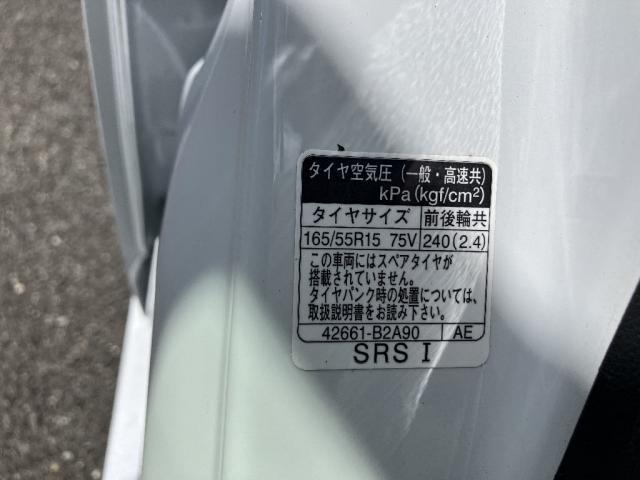 タイヤ空気圧 (一般・高速共)
kPa(kgf/cm²)
タイヤサイズ 前後輪共
165/55R15 75V 240(2.4)
この車両にはスペアタイヤが
搭載されていません。
タイヤパンク時の処置については、
取扱説明書をお読み下さい。
42661-B2A90 AE
SRS I